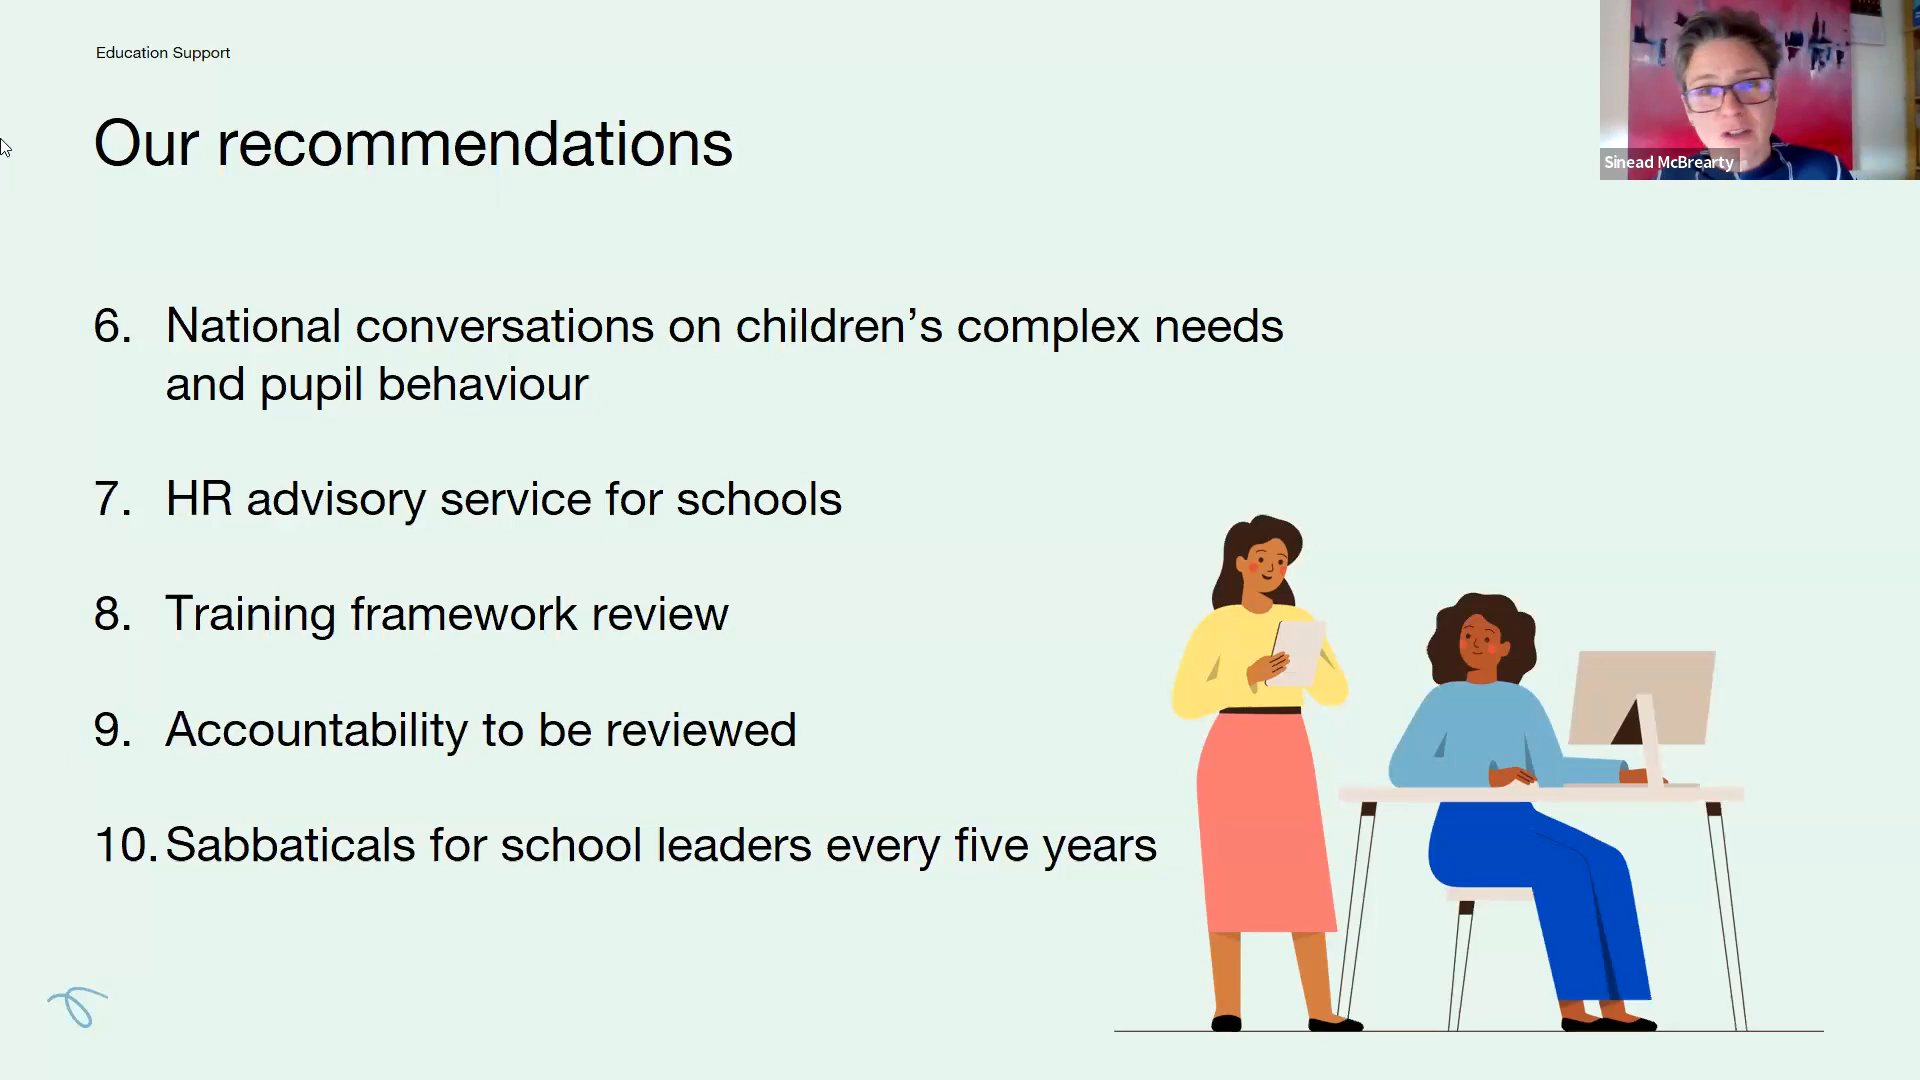 Education Support
Our recommendations
Sinead McBrearty
6. National conversations on children’s complex needs
and pupil behaviour
7. HR advisory service for schools
8. Training framework review
9. Accountability to be reviewed
10. Sabbaticals for school leaders every five years